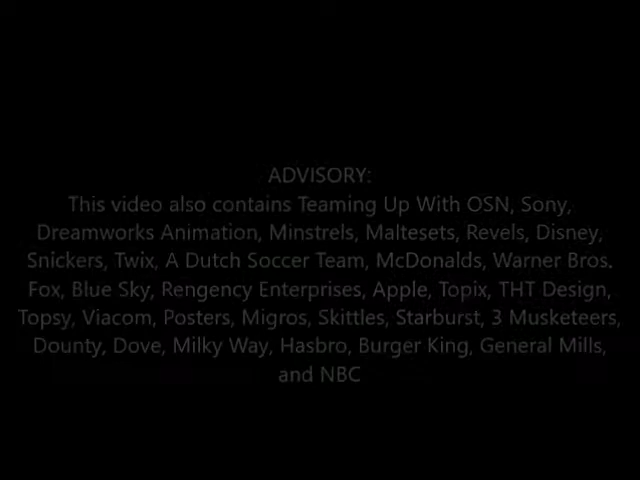 ADVISORY:
This video also contains Teaming Up With OSN, Sony,
Dreamworks Animation, Minstrels, Maltesets, Revels, Disney,
Snickers, Twix, A Dutch Soccer Team, McDonalds, Warner Bros.
Fox, Blue Sky, Rengency Enterprises, Apple, Topix, THT Design,
Topsy, Viacom, Posters, Migros, Skittles, Starburst, 3 Musketeers,
Dounty, Dove, Milky Way, Hasbro, Burger King, General Mills,
and NBC